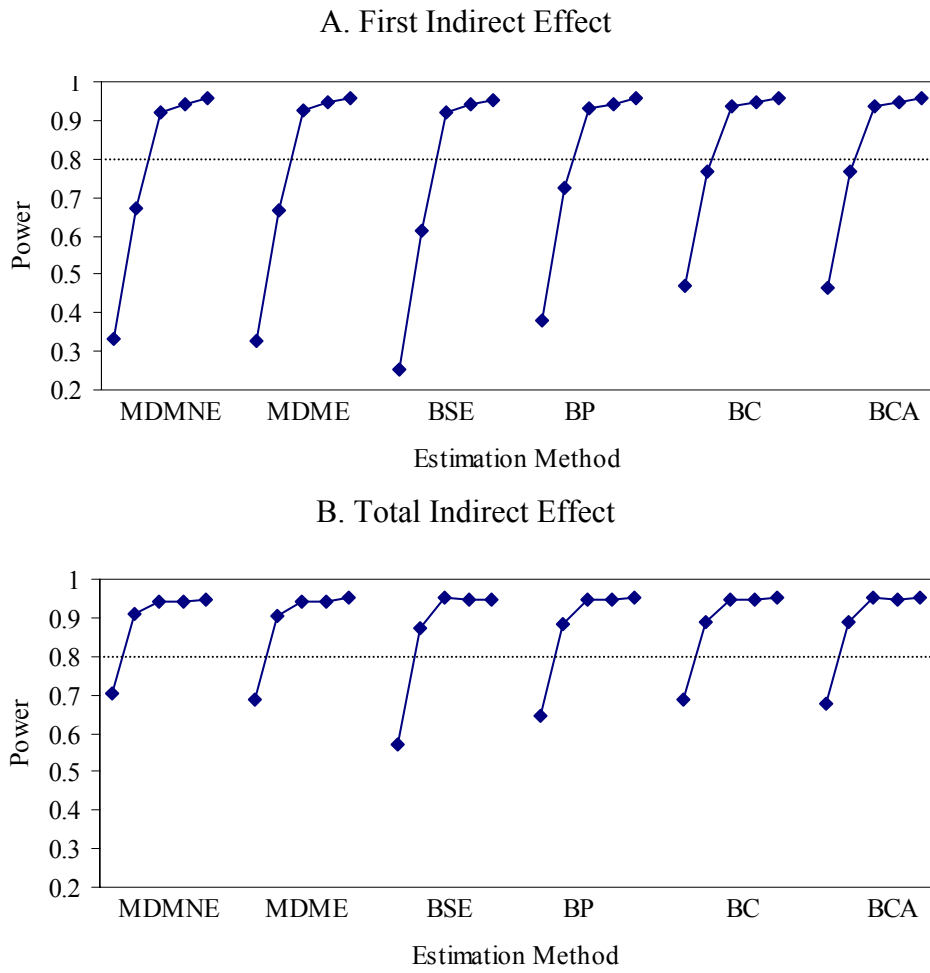 A. First Indirect Effect
1
0.9
0.8
0.7
0.6
0.5
0.4
0.3
0.2
Power
MDMNE MDME BSE BP BC BCA
Estimation Method
B. Total Indirect Effect
1
0.9
0.8
0.7
0.6
0.5
0.4
0.3
0.2
Power
MDMNE MDME BSE BP BC BCA
Estimation Method